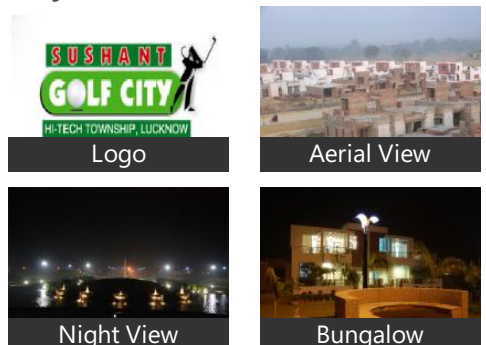 SUSHANT
GOLF CITY
HI-TECH TOWNSHIP, LUCKNOW
Logo
Aerial View
Night View
Bungalow